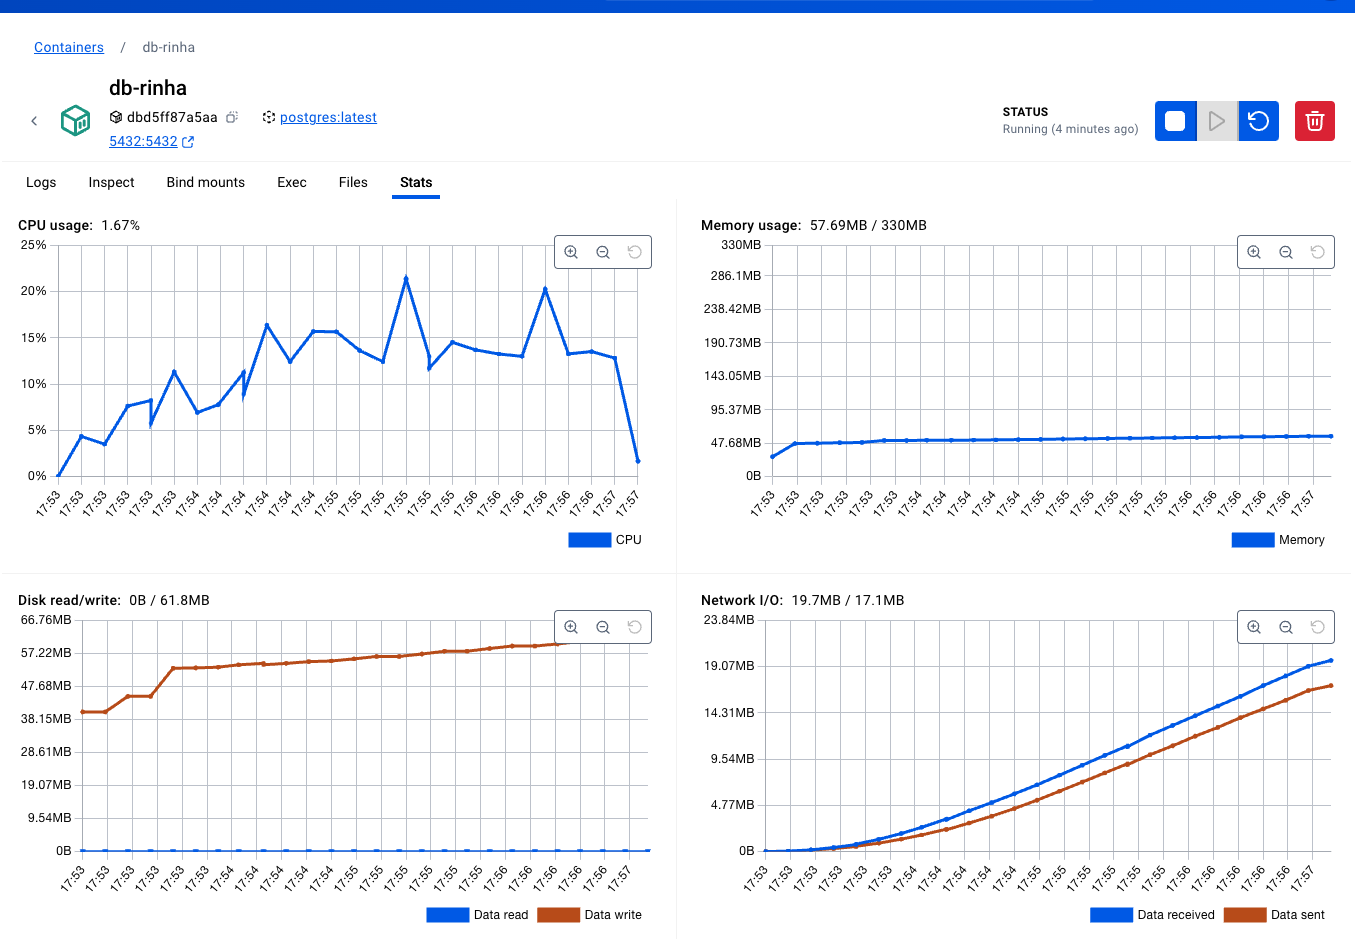 Containers / db-rinha
db-rinha
dbd5ff87a5aa postgres:latest
5432:5432
STATUS
Running (4 minutes ago)
Logs Inspect Bind mounts Exec Files Stats
CPU usage: 1.67%
25%
20%
15%
10%
5%
0%
17:53 17:53 17:53 17:53 17:53 17:53 17:54 17:54 17:54 17:54 17:54 17:54 17:55 17:55 17:55 17:55 17:55 17:55 17:56 17:56 17:56 17:56 17:56 17:56 17:57 17:57
CPU
Memory usage: 57.69MB / 330MB
330MB
286.1MB
238.42MB
190.73MB
143.05MB
95.37MB
47.68MB
0B
17:53 17:53 17:53 17:53 17:53 17:54 17:54 17:54 17:54 17:54 17:54 17:55 17:55 17:55 17:55 17:55 17:56 17:56 17:56 17:56 17:56 17:56 17:57
Memory
Disk read/write: 0B / 61.8MB
66.76MB
57.22MB
47.68MB
38.15MB
28.61MB
19.07MB
9.54MB
0B
17:53 17:53 17:53 17:53 17:53 17:53 17:54 17:54 17:54 17:54 17:54 17:55 17:55 17:55 17:55 17:55 17:56 17:56 17:56 17:56 17:56 17:56 17:57
Data read Data write
Network I/O: 19.7MB / 17.1MB
23.84MB
19.07MB
14.31MB
9.54MB
4.77MB
0B
17:53 17:53 17:53 17:53 17:53 17:54 17:54 17:54 17:54 17:54 17:54 17:55 17:55 17:55 17:55 17:55 17:56 17:56 17:56 17:56 17:56 17:56 17:57
Data received Data sent